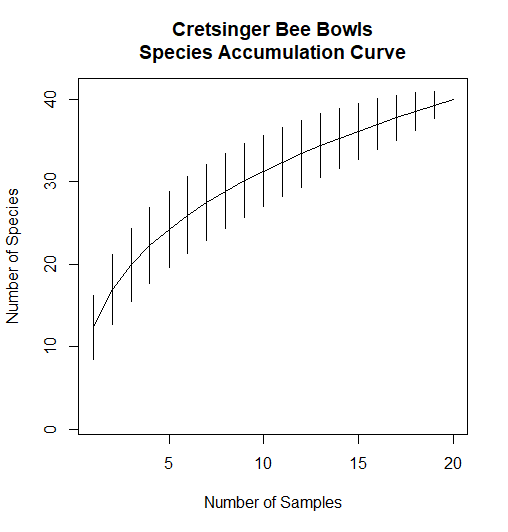 Cretsinger Bee Bowls
Species Accumulation Curve
Number of Species
40
30
20
10
0
5 10 15 20
Number of Samples